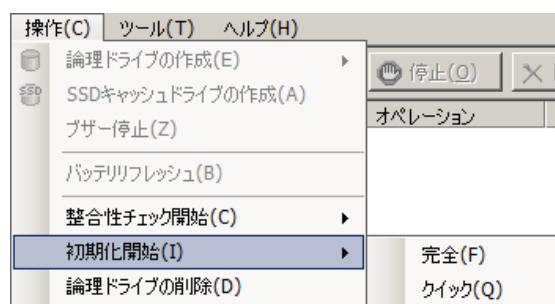 操作(C) ツール(T) ヘルプ(H)
論理ドライブの作成(E)
SSDキャッシュドライブの作成(A)
ブザー停止(Z)
バッテリリフレッシュ(B)
整合性チェック開始(C)
初期化開始(I)
論理ドライブの削除(D)
停止(O)
オペレーション
完全(F)
クイック(Q)